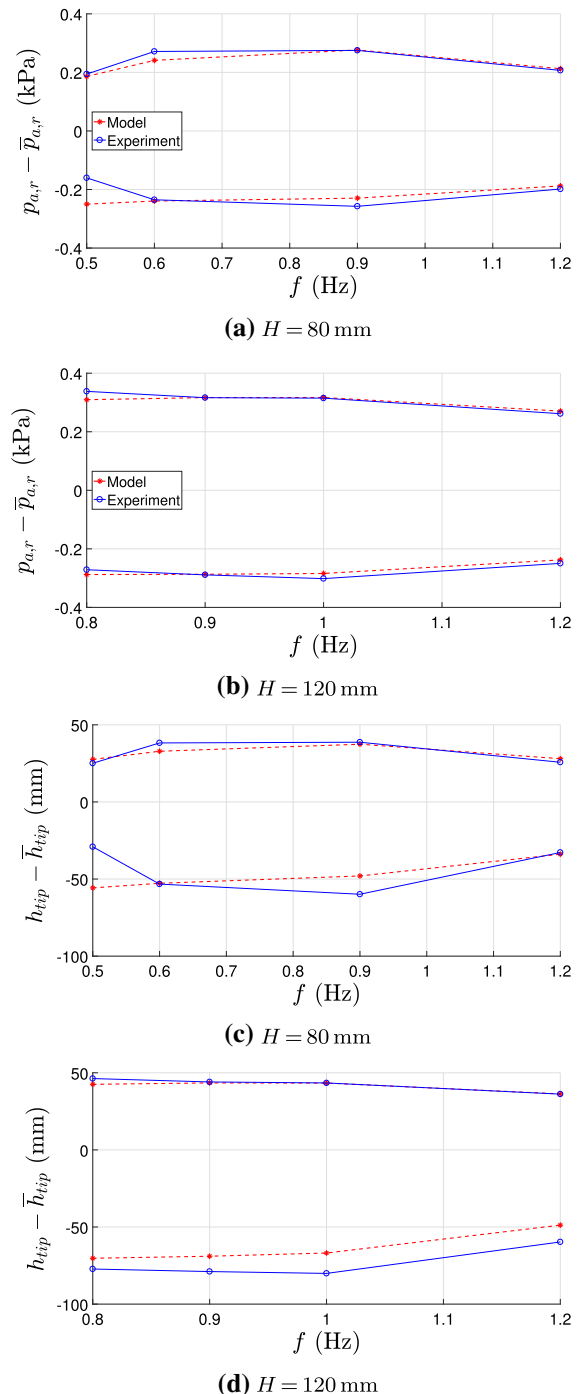 0.4
0.2
0
-0.2
-0.4
p_{a,r} − p̅_{a,r} (kPa)
Model
Experiment
0.5 0.6 0.7 0.8 0.9 1 1.1 1.2
f (Hz)
(a) H = 80 mm
0.4
0.2
0
-0.2
-0.4
p_{a,r} − p̅_{a,r} (kPa)
Model
Experiment
0.8 0.9 1 1.1 1.2
f (Hz)
(b) H = 120 mm
50
0
-50
-100
h_{tip} − h̅_{tip} (mm)
0.5 0.6 0.7 0.8 0.9 1 1.1 1.2
f (Hz)
(c) H = 80 mm
50
0
-50
-100
h_{tip} − h̅_{tip} (mm)
0.8 0.9 1 1.1 1.2
f (Hz)
(d) H = 120 mm